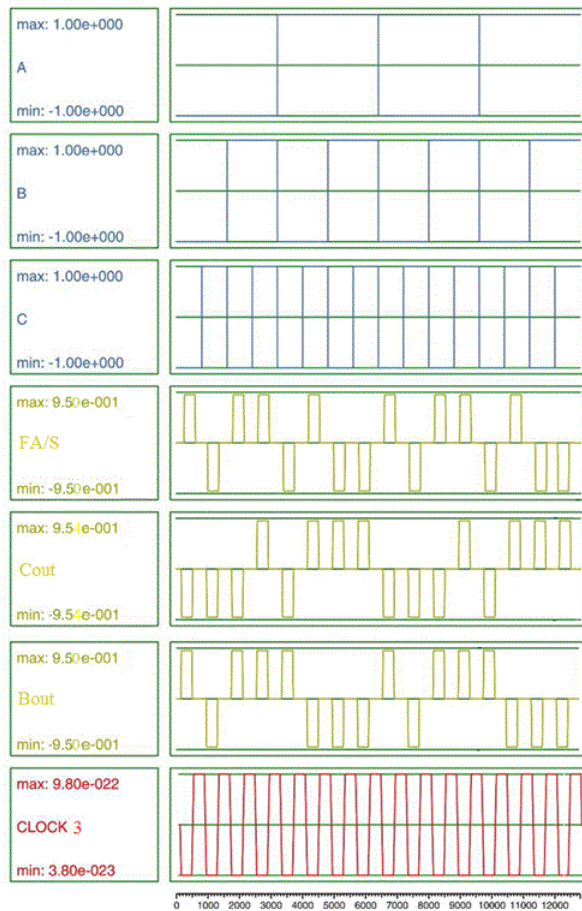 max: 1.00e+000
A
min: -1.00e+000
max: 1.00e+000
B
min: -1.00e+000
max: 1.00e+000
C
min: -1.00e+000
max: 9.50e-001
FA/S
min: -9.50e-001
max: 9.54e-001
Cout
min: -9.54e-001
max: 9.50e-001
Bout
min: -9.50e-001
max: 9.80e-022
CLOCK 3
min: 3.80e-023
0 1000 2000 3000 4000 5000 6000 7000 8000 9000 10000 11000 12000